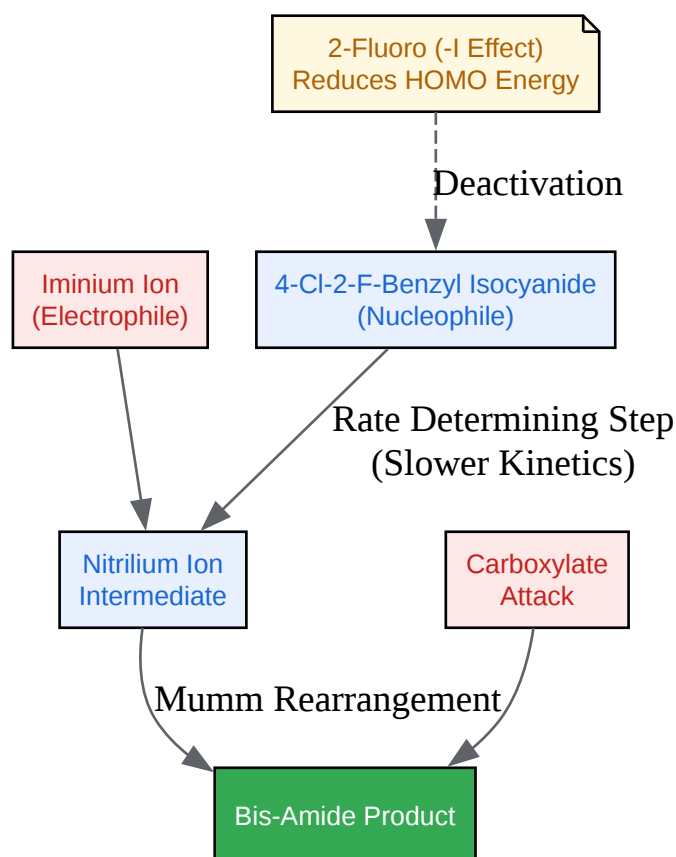 2-Fluoro (-I Effect)
Reduces HOMO Energy
Deactivation
Iminium Ion
(Electrophile)
4-Cl-2-F-Benzyl Isocyanide
(Nucleophile)
Rate Determining Step
(Slower Kinetics)
Nitrilium Ion
Intermediate
Carboxylate
Attack
Mumm Rearrangement
Bis-Amide Product